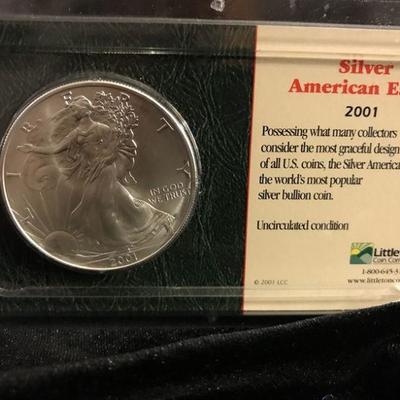 LIBERTY
IN GOD
WE TRUST
2001
Silver
American
2001
Possessing what many collectors
consider the most graceful design
of all U.S. coins, the Silver America
the world's most popular
silver bullion coin.
Uncirculated condition
Little
Coin Com
1-800-645-3
© 2001 LCC
www.littletonco